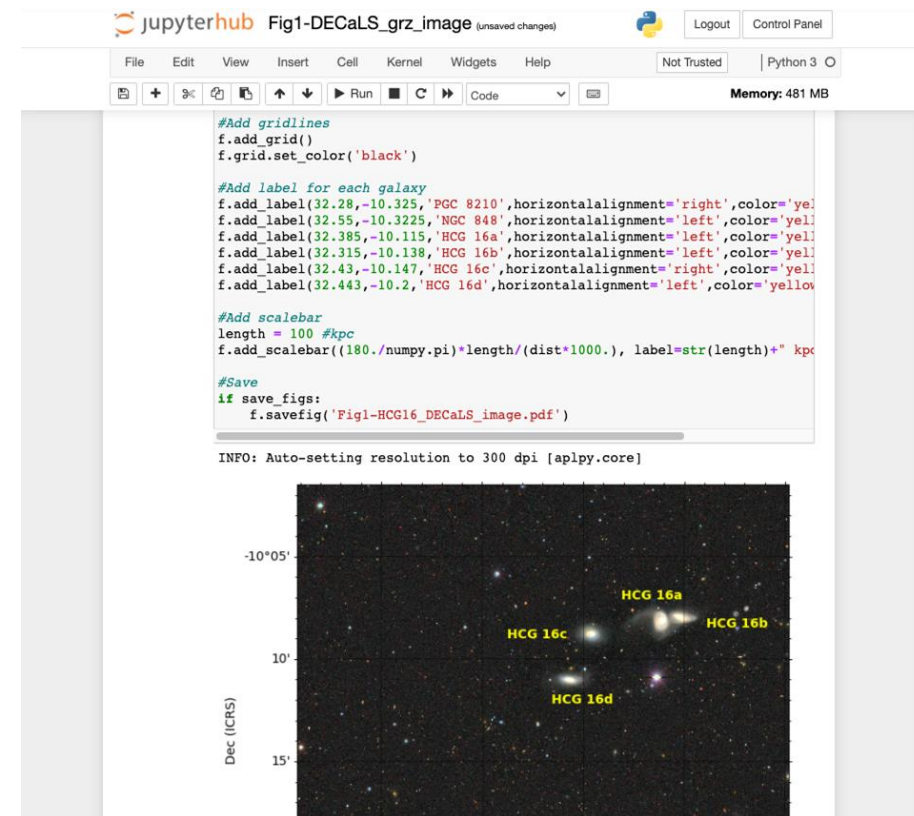 jupyterhub Fig1-DECaLS_grz_image (unsaved changes) Logout Control Panel
File Edit View Insert Cell Kernel Widgets Help Not Trusted Python 3
Run Code Memory: 481 MB
#Add gridlines
f.add_grid()
f.grid.set_color('black')
#Add label for each galaxy
f.add_label(32.28,-10.325,'PGC 8210',horizontalalignment='right',color='yel
f.add_label(32.55,-10.3225,'NGC 848',horizontalalignment='left',color='yell
f.add_label(32.385,-10.115,'HCG 16a',horizontalalignment='left',color='yell
f.add_label(32.315,-10.138,'HCG 16b',horizontalalignment='left',color='yell
f.add_label(32.43,-10.147,'HCG 16c',horizontalalignment='right',color='yell
f.add_label(32.443,-10.2,'HCG 16d',horizontalalignment='left',color='yellow
#Add scalebar
length = 100 #kpc
f.add_scalebar((180./numpy.pi)*length/(dist*1000.), label=str(length)+" kpc
#Save
if save_figs:
    f.savefig('Fig1-HCG16_DECaLS_image.pdf')
INFO: Auto-setting resolution to 300 dpi [aplpy.core]
-10°05'
HCG 16a
HCG 16b
HCG 16c
10'
HCG 16d
Dec (ICRS)
15'